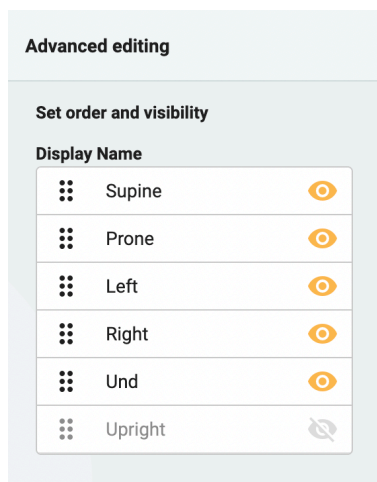 Advanced editing
Set order and visibility
Display Name
Supine
Prone
Left
Right
Und
Upright